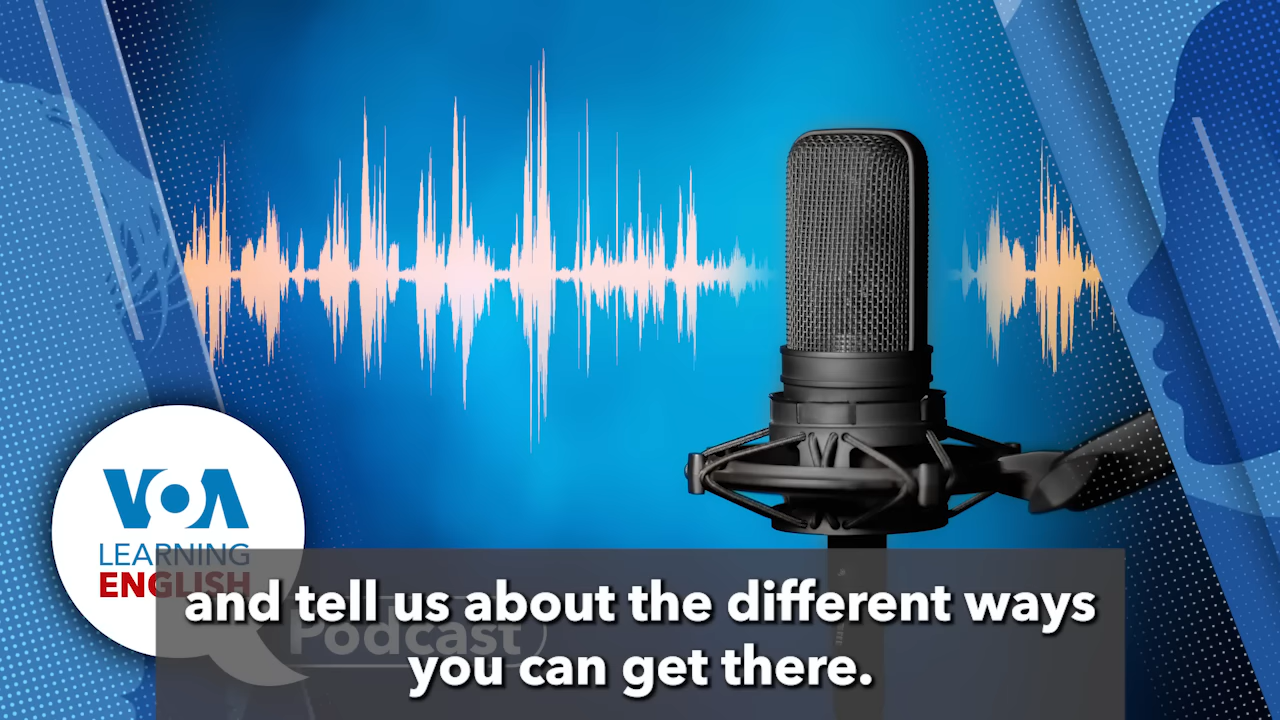 VOA
LEARNING
ENGLISH
Podcast
and tell us about the different ways
you can get there.